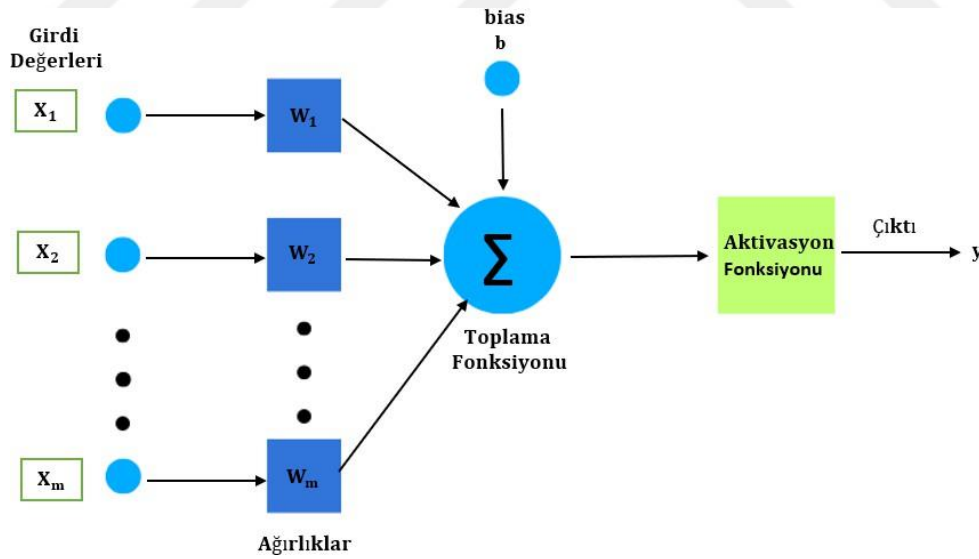 bias
b
Girdi
Değerleri
X₁
W₁
X₂
W₂
Σ
Aktivasyon
Fonksiyonu
Çıktı
y
Toplama
Fonksiyonu
Xₘ
Wₘ
Ağırlıklar